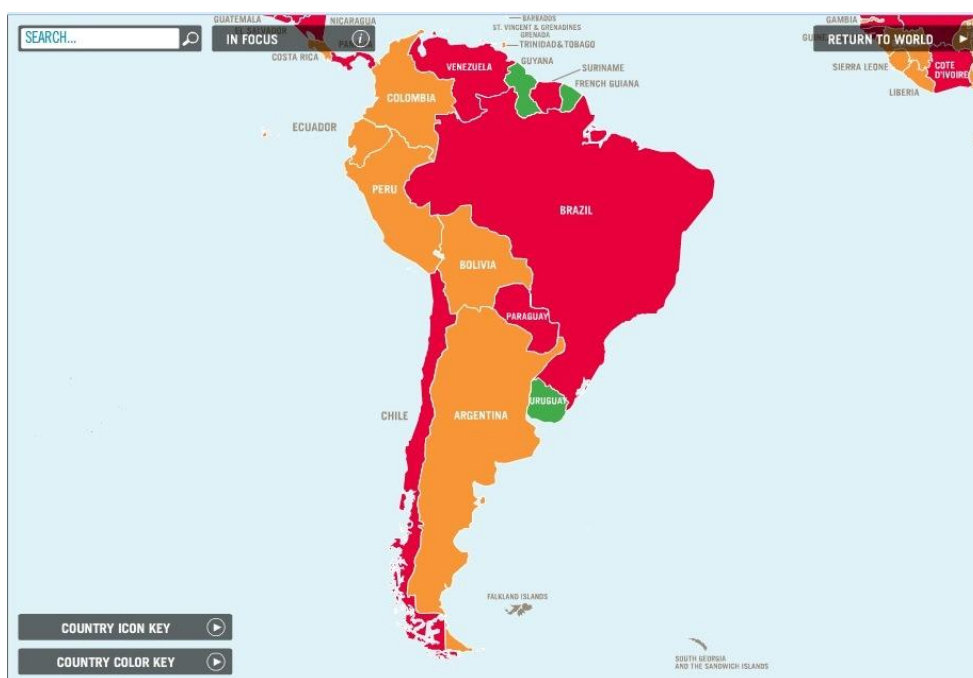 GUATEMALA
NICARAGUA
BARBADOS
ST. VINCENT & GRENADINES
GRENADA
GAMBIA
SEARCH...
EL SALVADOR
IN FOCUS
i
RETURN TO WORLD
TRINIDAD & TOBAGO
COSTA RICA
GUYANA
VENEZUELA
SURINAME
SIERRA LEONE
COTE
D'IVOIRE
FRENCH GUIANA
LIBERIA
COLOMBIA
ECUADOR
PERU
BRAZIL
BOLIVIA
PARAGUAY
URUGUAY
CHILE
ARGENTINA
FALKLAND ISLANDS
COUNTRY ICON KEY
COUNTRY COLOR KEY
SOUTH GEORGIA
AND THE SANDWICH ISLANDS